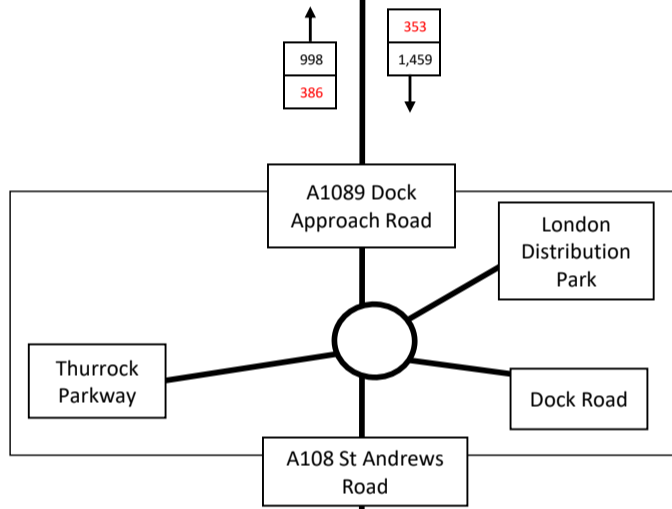 353
998
1,459
386
A1089 Dock
Approach Road
London
Distribution
Park
Thurrock
Parkway
Dock Road
A108 St Andrews
Road